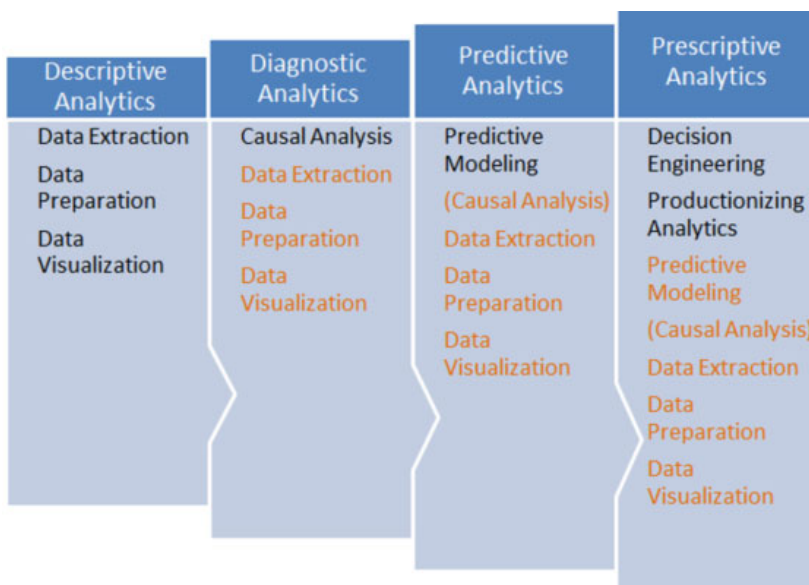 Descriptive
Analytics
Data Extraction
Data
Preparation
Data
Visualization
Diagnostic
Analytics
Causal Analysis
Data Extraction
Data
Preparation
Data
Visualization
Predictive
Analytics
Predictive
Modeling
(Causal Analysis)
Data Extraction
Data
Preparation
Data
Visualization
Prescriptive
Analytics
Decision
Engineering
Productionizing
Analytics
Predictive
Modeling
(Causal Analysis)
Data Extraction
Data
Preparation
Data
Visualization